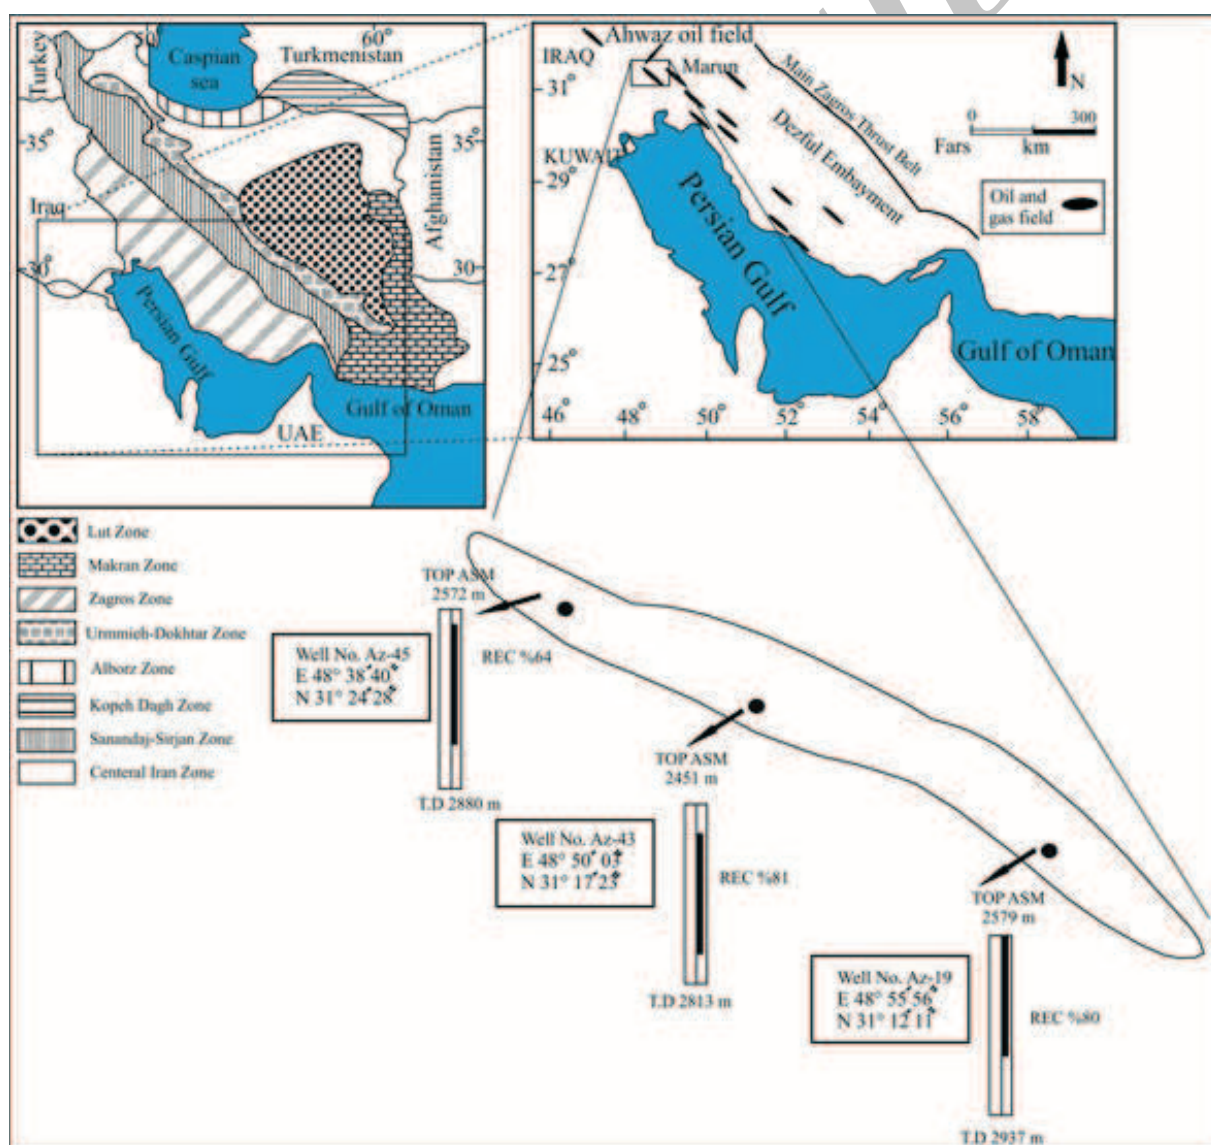 60°
Turkey
Caspian
sea
Turkmenistan
35°
35°
Afghanistan
Iraq
30°
30°
Persian Gulf
Gulf of Oman
UAE
Ahwaz oil field
IRAQ
Marun
31°
Main Zagros Thrust Belt
N
0
300
Fars
km
Dezful Embayment
KUWAIT
29°
Oil and
gas field
Persian Gulf
27°
Gulf of Oman
25°
46°
48°
50°
52°
54°
56°
58°
Lut Zone
Makran Zone
Zagros Zone
Urmmieh-Dokhtar Zone
Alborz Zone
Kopeh Dagh Zone
Sanandaj-Sirjan Zone
Centeral Iran Zone
TOP ASM
2572 m
Well No. Az-45
E 48° 38' 40"
N 31° 24' 28"
REC %64
T.D 2880 m
TOP ASM
2451 m
Well No. Az-43
E 48° 50' 03"
N 31° 17' 23"
REC %81
T.D 2813 m
TOP ASM
2579 m
Well No. Az-19
E 48° 55' 56"
N 31° 12' 11"
REC %80
T.D 2937 m